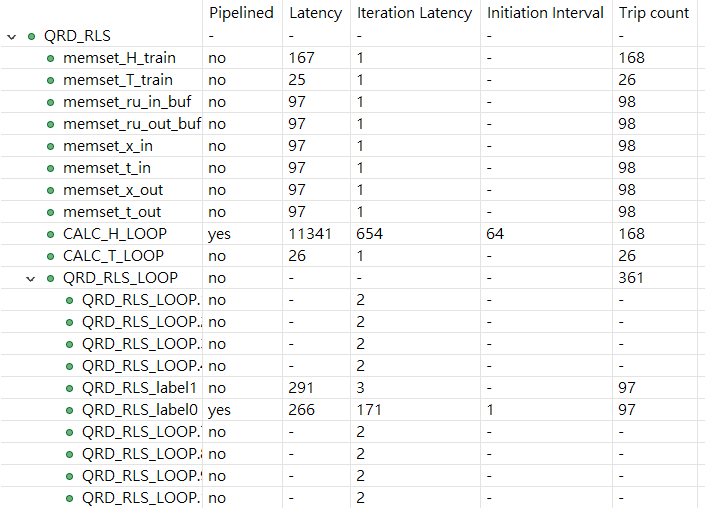 Pipelined Latency Iteration Latency Initiation Interval Trip count
QRD_RLS - - - - -
memset_H_train no 167 1 - 168
memset_T_train no 25 1 - 26
memset_ru_in_buf no 97 1 - 98
memset_ru_out_buf no 97 1 - 98
memset_x_in no 97 1 - 98
memset_t_in no 97 1 - 98
memset_x_out no 97 1 - 98
memset_t_out no 97 1 - 98
CALC_H_LOOP yes 11341 654 64 168
CALC_T_LOOP no 26 1 - 26
QRD_RLS_LOOP no - - - 361
QRD_RLS_LOOP. no - 2 - -
QRD_RLS_LOOP. no - 2 - -
QRD_RLS_LOOP. no - 2 - -
QRD_RLS_LOOP. no - 2 - -
QRD_RLS_label1 no 291 3 - 97
QRD_RLS_label0 yes 266 171 1 97
QRD_RLS_LOOP. no - 2 - -
QRD_RLS_LOOP. no - 2 - -
QRD_RLS_LOOP. no - 2 - -
QRD_RLS_LOOP. no - 2 - -